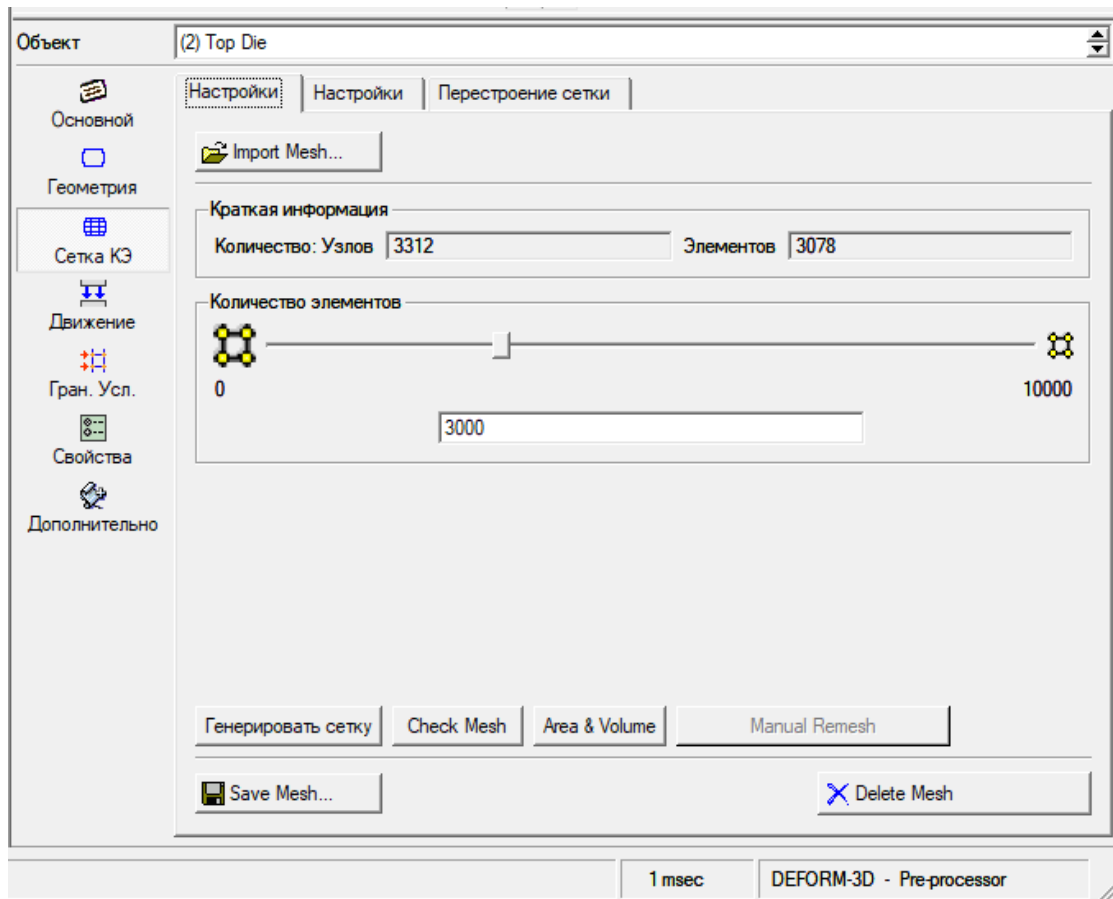 Объект (2) Top Die
Настройки Настройки Перестроение сетки
Основной
Import Mesh...
Геометрия
Краткая информация
Сетка КЭ
Количество: Узлов 3312 Элементов 3078
Количество элементов
Движение
0 10000
Гран. Усл.
3000
Свойства
Дополнительно
Генерировать сетку Check Mesh Area & Volume Manual Remesh
Save Mesh... Delete Mesh
1 msec DEFORM-3D - Pre-processor